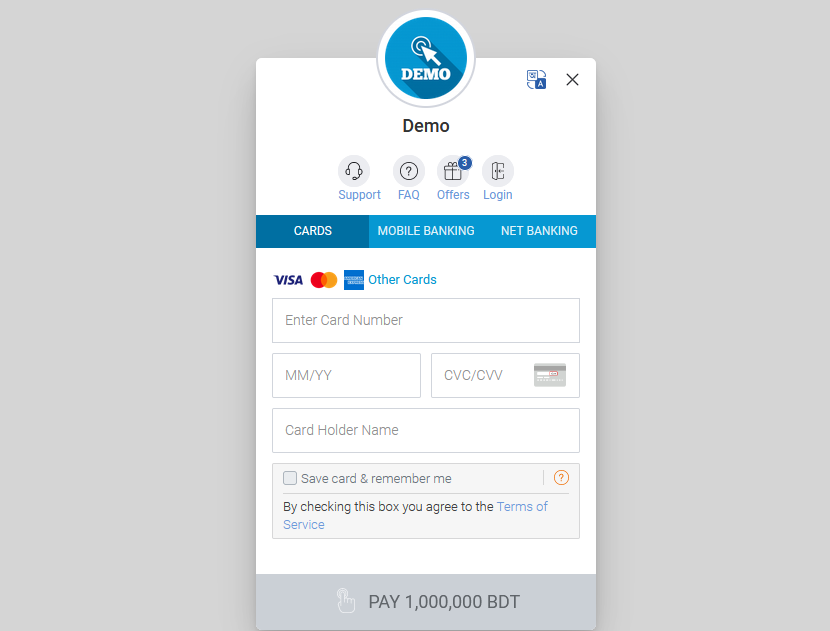 DEMO
A
Demo
3
Support FAQ Offers Login
CARDS MOBILE BANKING NET BANKING
VISA Other Cards
Enter Card Number
MM/YY CVC/CVV
Card Holder Name
Save card & remember me ?
By checking this box you agree to the Terms of
Service
PAY 1,000,000 BDT